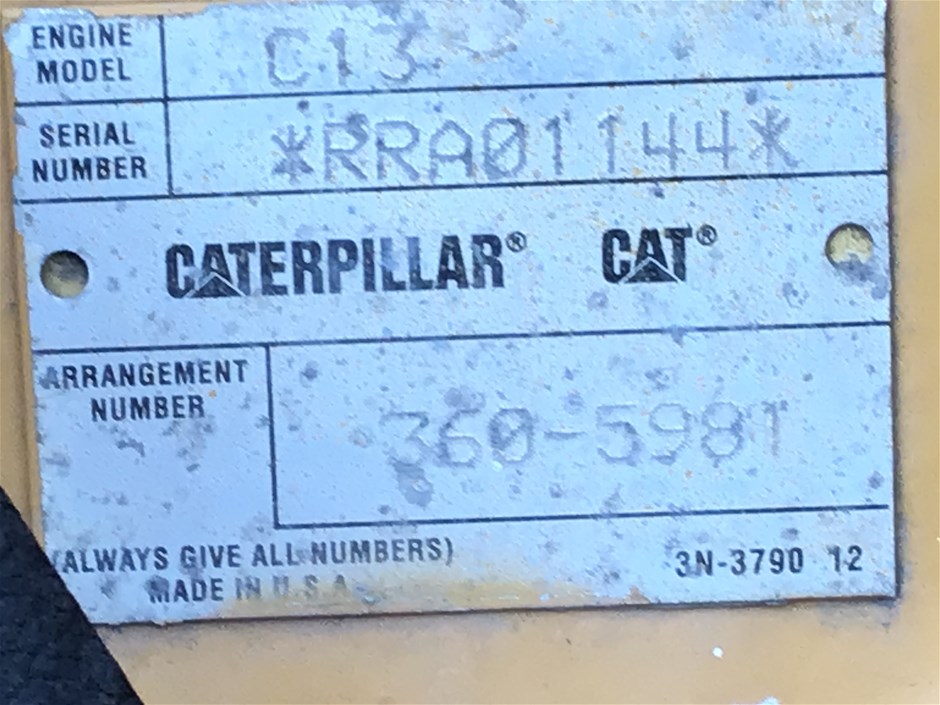 ENGINE MODEL C13
SERIAL NUMBER *RRA01144*
CATERPILLAR® CAT®
ARRANGEMENT NUMBER 360-5981
(ALWAYS GIVE ALL NUMBERS) 3N-3790 12
MADE IN U.S.A.